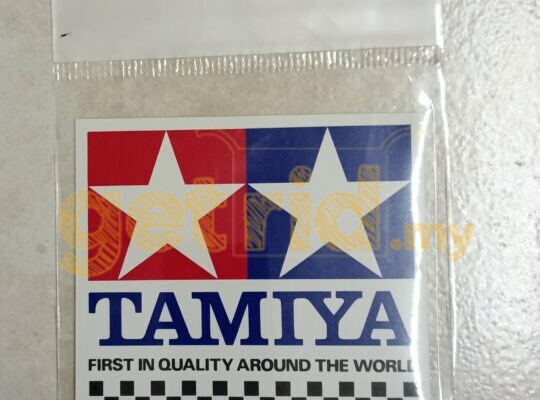 getrid.my
TAMIYA
FIRST IN QUALITY AROUND THE WORLD